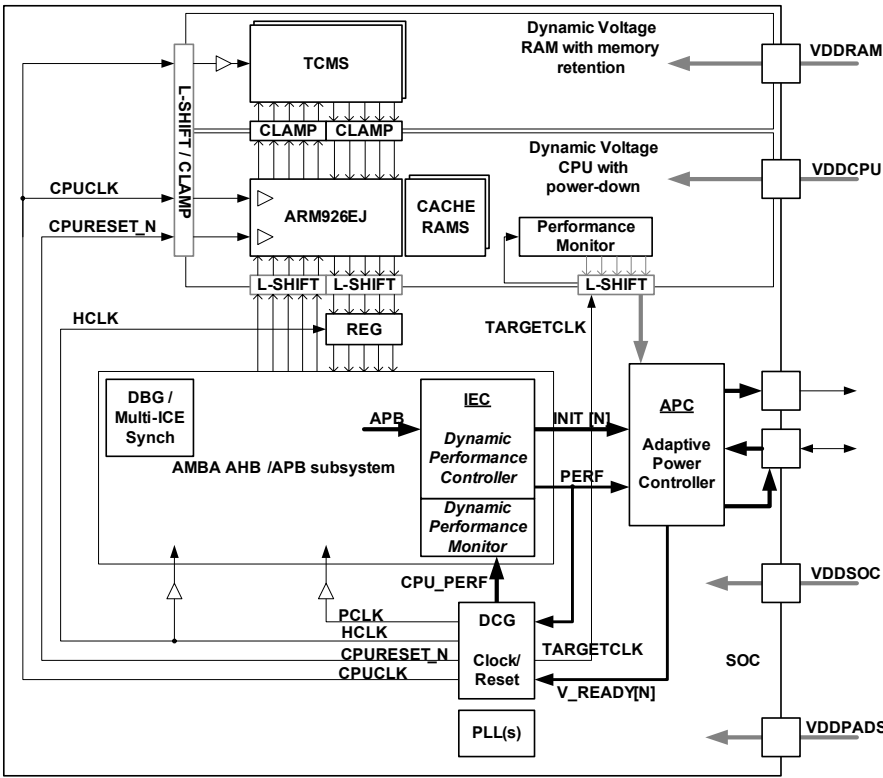 Dynamic Voltage
RAM with memory
retention
VDDRAM
TCMS
L-SHIFT / CLAMP
CLAMP
CLAMP
Dynamic Voltage
CPU with
power-down
VDDCPU
CPUCLK
ARM926EJ
CACHE
RAMS
CPURESET_N
Performance
Monitor
L-SHIFT
L-SHIFT
L-SHIFT
HCLK
REG
TARGETCLK
DBG /
Multi-ICE
Synch
APB
IEC
Dynamic
Performance
Controller
INIT [N]
APC
Adaptive
Power
Controller
AMBA AHB /APB subsystem
PERF
Dynamic
Performance
Monitor
CPU_PERF
VDDSOC
PCLK
HCLK
CPURESET_N
CPUCLK
DCG
Clock/
Reset
TARGETCLK
V_READY[N]
SOC
PLL(s)
VDDPADS